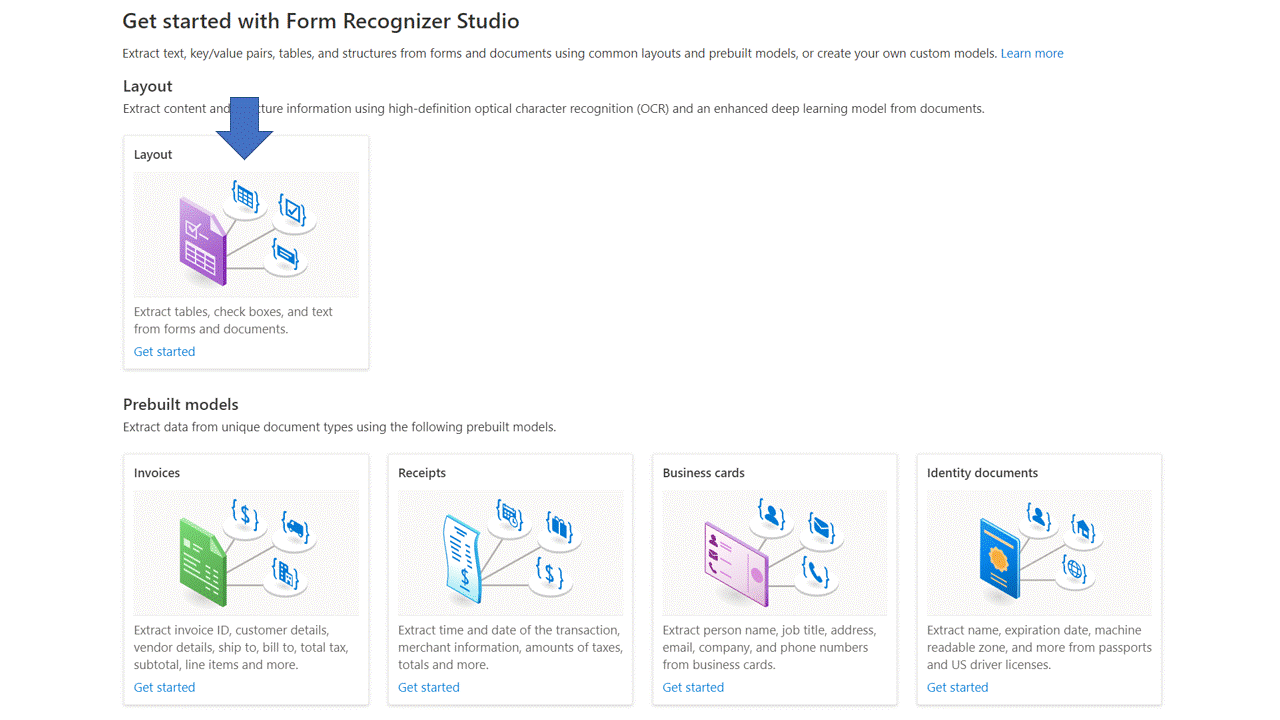 Get started with Form Recognizer Studio
Extract text, key/value pairs, tables, and structures from forms and documents using common layouts and prebuilt models, or create your own custom models. Learn more
Layout
Extract content and cture information using high-definition optical character recognition (OCR) and an enhanced deep learning model from documents.
Layout
Extract tables, check boxes, and text
from forms and documents.
Get started
Prebuilt models
Extract data from unique document types using the following prebuilt models.
Invoices
Extract invoice ID, customer details,
vendor details, ship to, bill to, total tax,
subtotal, line items and more.
Get started
Receipts
Extract time and date of the transaction,
merchant information, amounts of taxes,
totals and more.
Get started
Business cards
Extract person name, job title, address,
email, company, and phone numbers
from business cards.
Get started
Identity documents
Extract name, expiration date, machine
readable zone, and more from passports
and US driver licenses.
Get started